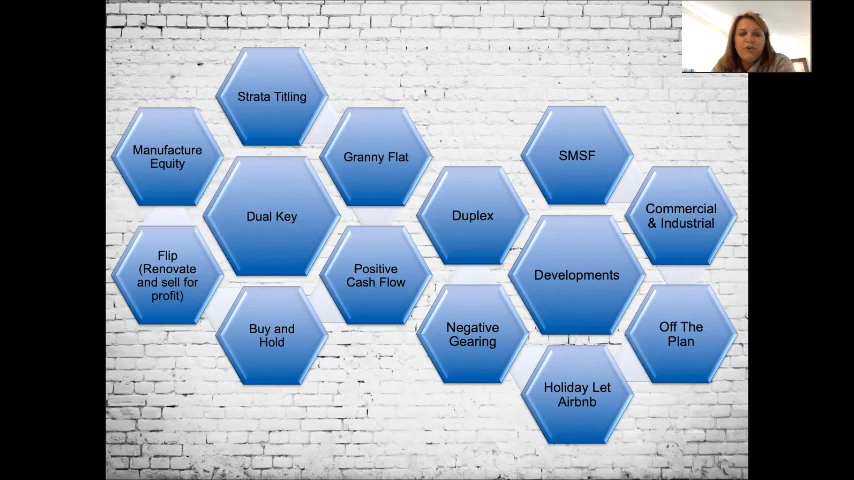 Strata Titling
Manufacture
Equity
Granny Flat
SMSF
Dual Key
Duplex
Commercial
& Industrial
Flip
(Renovate
and sell for
profit)
Positive
Cash Flow
Developments
Buy and
Hold
Negative
Gearing
Off The
Plan
Holiday Let
Airbnb